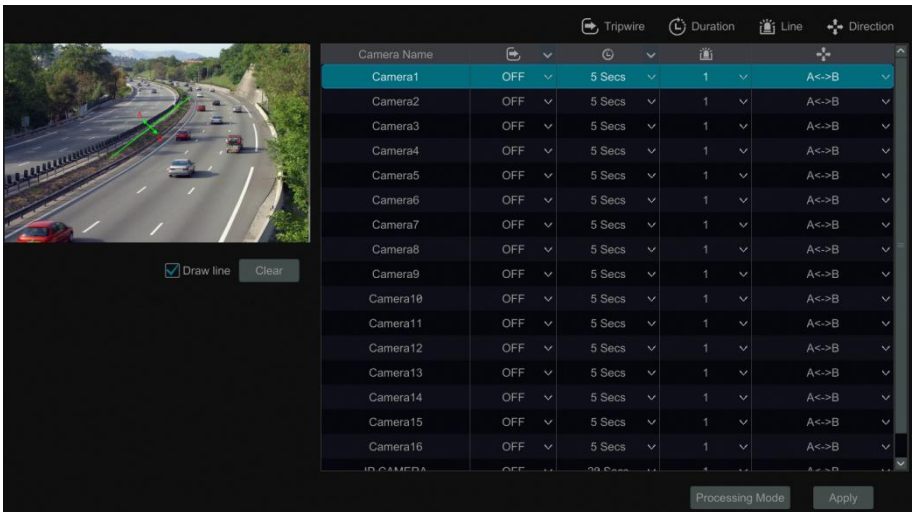 Tripwire Duration Line Direction
Camera Name
Camera1 OFF 5 Secs 1 A<->B
Camera2 OFF 5 Secs 1 A<->B
Camera3 OFF 5 Secs 1 A<->B
Camera4 OFF 5 Secs 1 A<->B
Camera5 OFF 5 Secs 1 A<->B
Camera6 OFF 5 Secs 1 A<->B
Camera7 OFF 5 Secs 1 A<->B
Camera8 OFF 5 Secs 1 A<->B
Draw line Clear
Camera9 OFF 5 Secs 1 A<->B
Camera10 OFF 5 Secs 1 A<->B
Camera11 OFF 5 Secs 1 A<->B
Camera12 OFF 5 Secs 1 A<->B
Camera13 OFF 5 Secs 1 A<->B
Camera14 OFF 5 Secs 1 A<->B
Camera15 OFF 5 Secs 1 A<->B
Camera16 OFF 5 Secs 1 A<->B
IP CAMERA OFF 1 A<->B
Processing Mode Apply